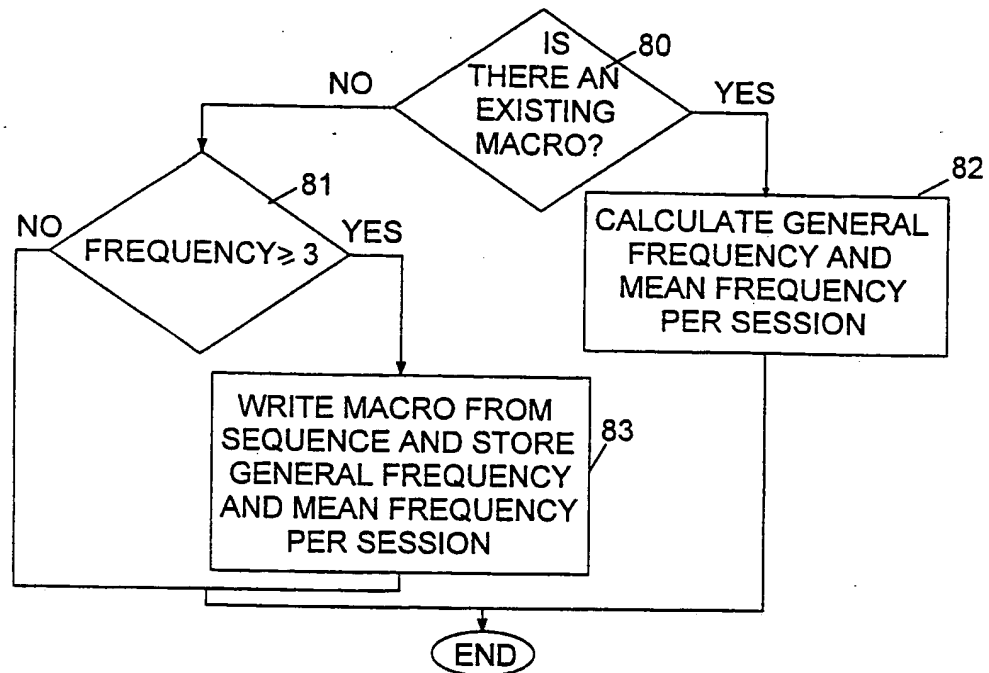 IS
THERE AN
EXISTING
MACRO?
80
NO
YES
81
NO
YES
FREQUENCY ⩾ 3
82
CALCULATE GENERAL
FREQUENCY AND
MEAN FREQUENCY
PER SESSION
WRITE MACRO FROM
SEQUENCE AND STORE
GENERAL FREQUENCY
AND MEAN FREQUENCY
PER SESSION
83
END